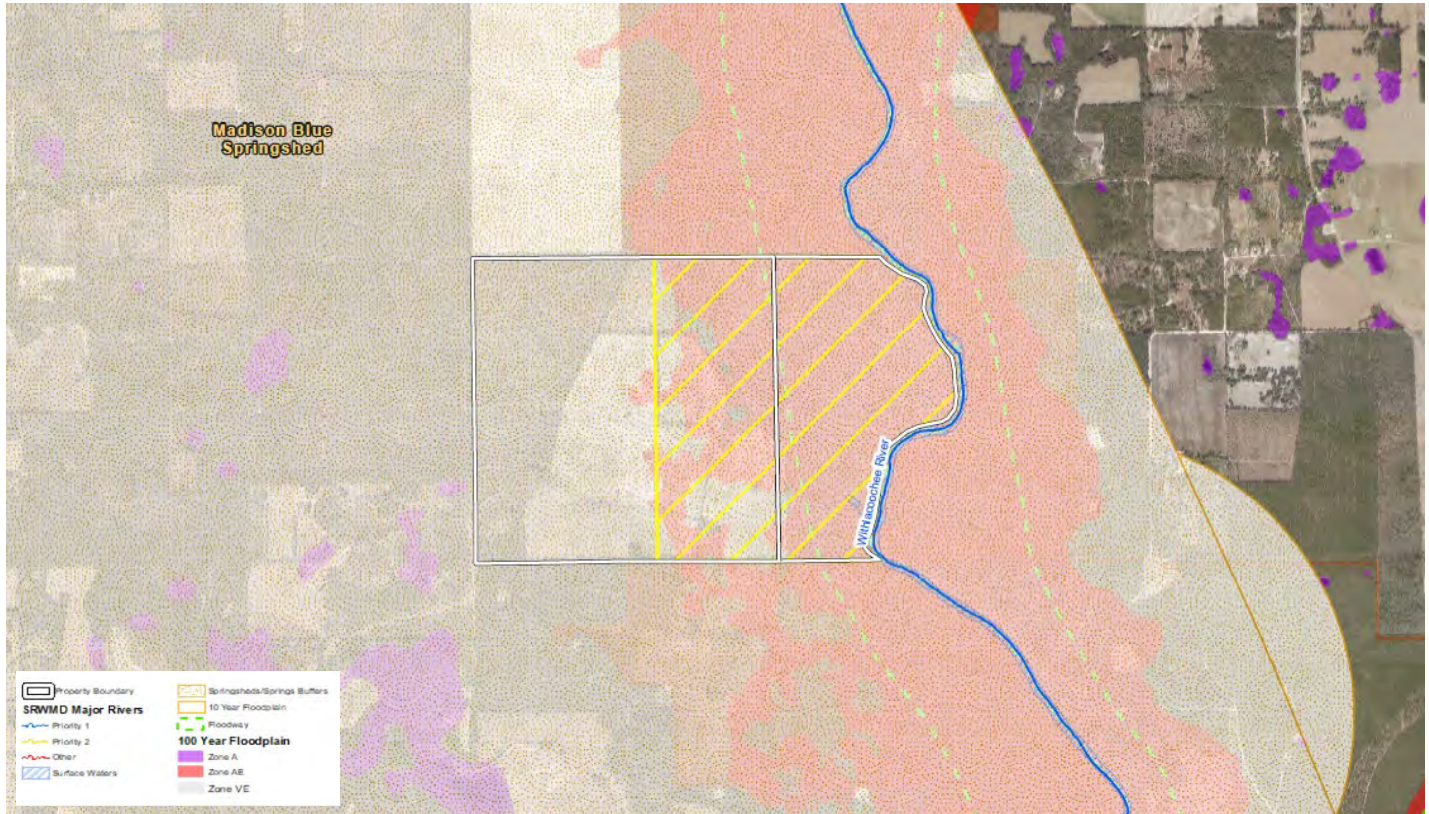 Madison Blue
Springshed
Withlacoochee River
Property Boundary
SRWMD Major Rivers
Priority 1
Priority 2
Other
Surface Waters
Springsheds/Springs Buffers
10 Year Floodplain
Floodway
100 Year Floodplain
Zone A
Zone AE
Zone VE